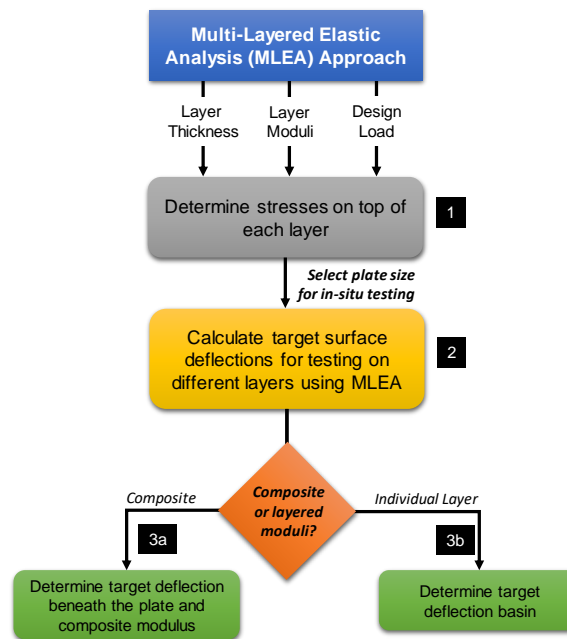 Multi-Layered Elastic
Analysis (MLEA) Approach
Layer
Thickness
Layer
Moduli
Design
Load
Determine stresses on top of
each layer
1
Select plate size
for in-situ testing
Calculate target surface
deflections for testing on
different layers using MLEA
2
Composite
or layered
moduli?
Composite
Individual Layer
3a
3b
Determine target deflection
beneath the plate and
composite modulus
Determine target
deflection basin